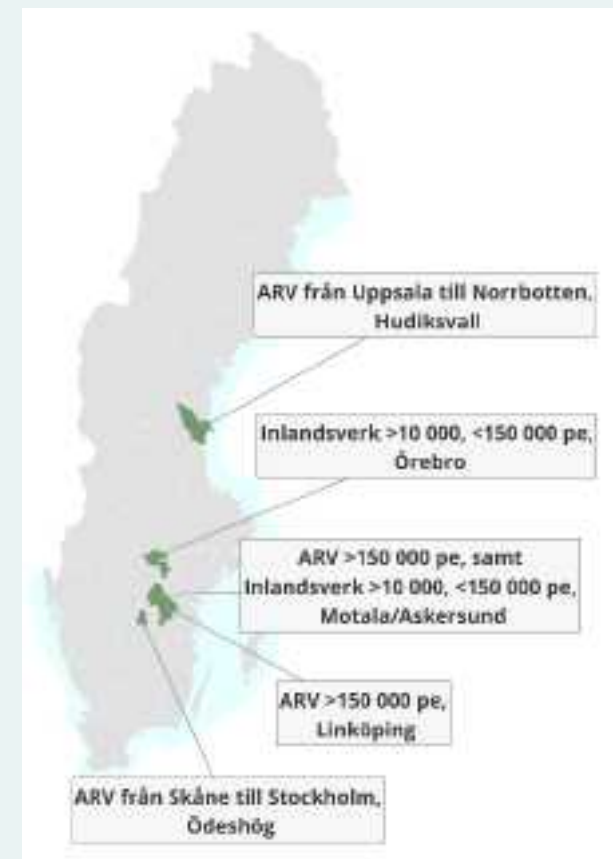 ARV från Uppsala till Norrbotten,
Hudiksvall
Inlandsverk >10 000, <150 000 pe,
Örebro
ARV >150 000 pe, samt
Inlandsverk >10 000, <150 000 pe,
Motala/Askersund
ARV >150 000 pe,
Linköping
ARV från Skåne till Stockholm,
Ödeshög